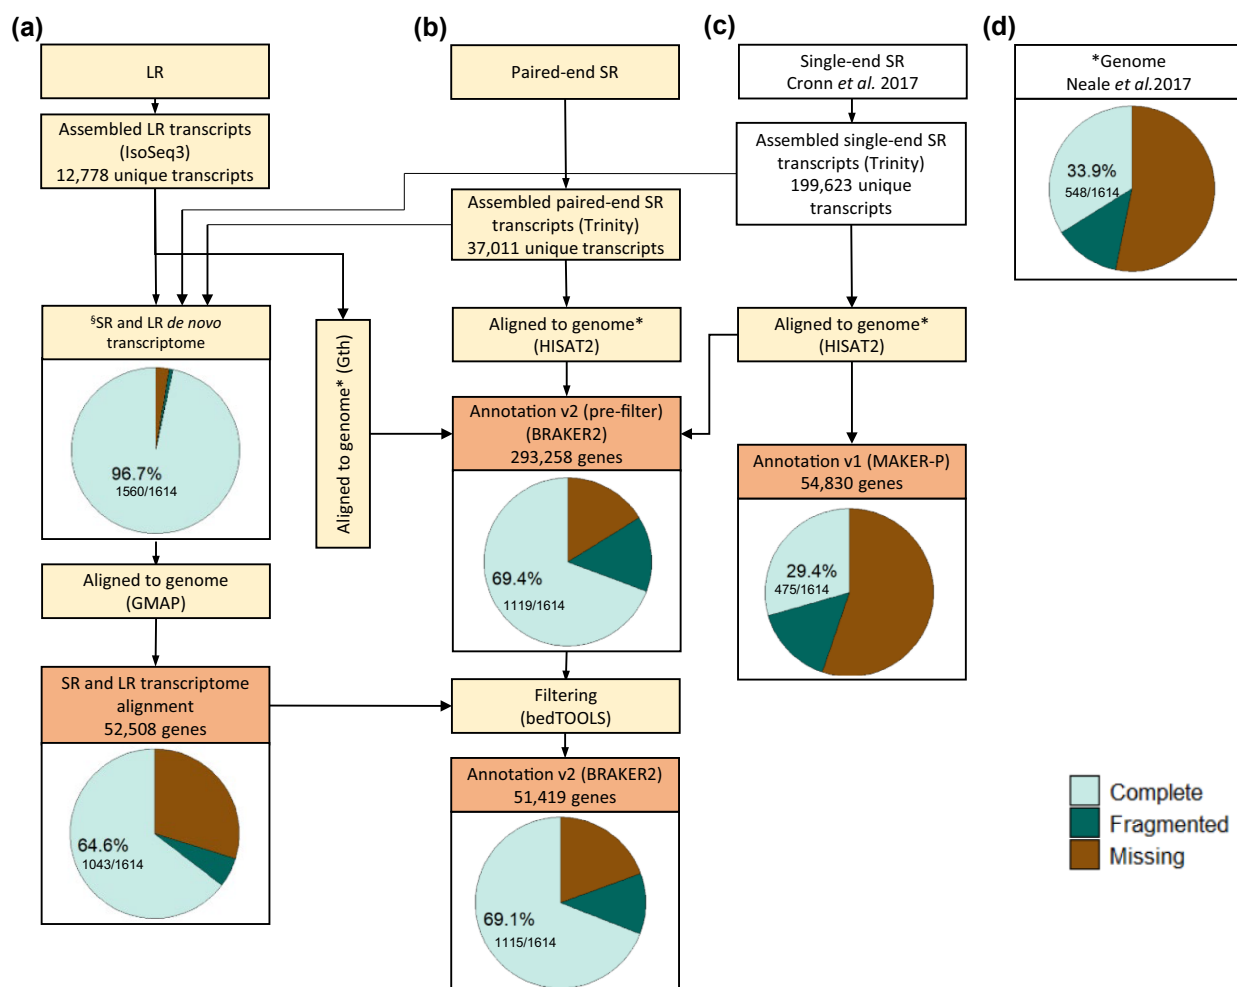 (a)
LR
Assembled LR transcripts
(IsoSeq3)
12,778 unique transcripts
§SR and LR de novo
transcriptome
96.7%
1560/1614
Aligned to genome
(GMAP)
SR and LR transcriptome
alignment
52,508 genes
64.6%
1043/1614
Aligned to genome* (Gth)
(b)
Paired-end SR
Assembled paired-end SR
transcripts (Trinity)
37,011 unique transcripts
Aligned to genome*
(HISAT2)
Annotation v2 (pre-filter)
(BRAKER2)
293,258 genes
69.4%
1119/1614
Filtering
(bedTOOLS)
Annotation v2 (BRAKER2)
51,419 genes
69.1%
1115/1614
(c)
Single-end SR
Cronn et al. 2017
Assembled single-end SR
transcripts (Trinity)
199,623 unique
transcripts
Aligned to genome*
(HISAT2)
Annotation v1 (MAKER-P)
54,830 genes
29.4%
475/1614
(d)
*Genome
Neale et al.2017
33.9%
548/1614
Complete
Fragmented
Missing